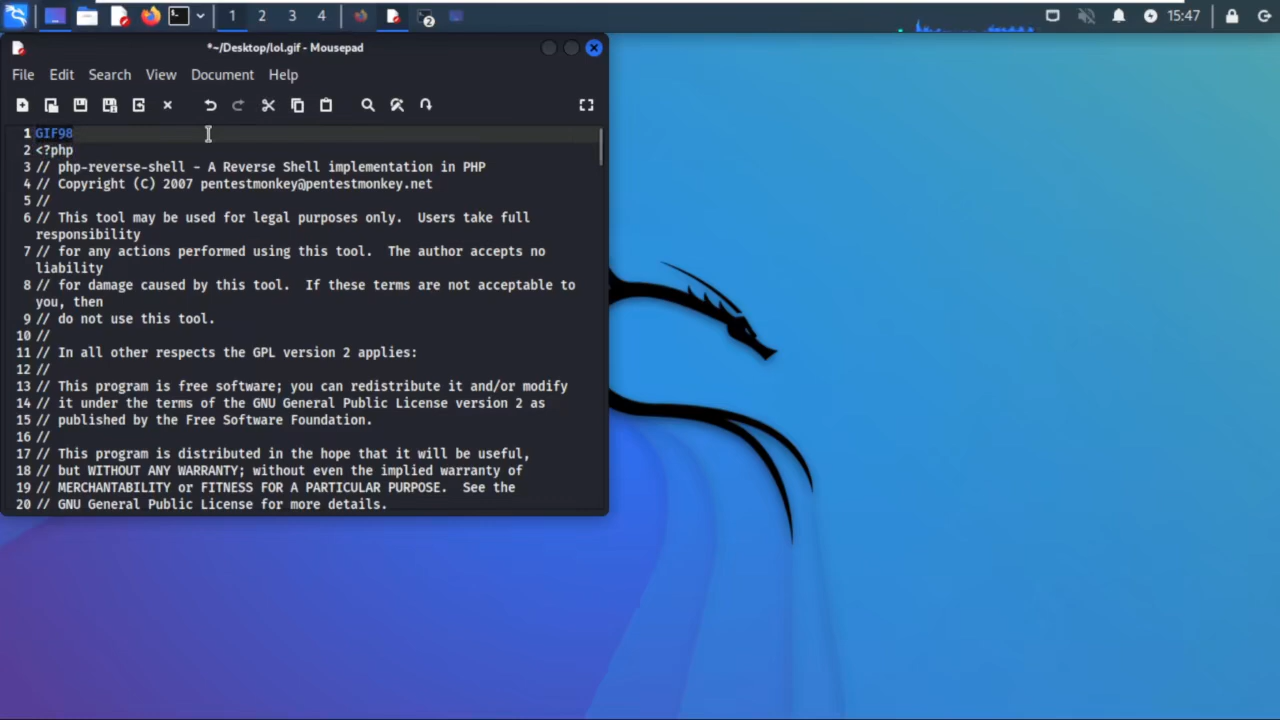 1 2 3 4 2 15:47
*~/Desktop/lol.gif - Mousepad
File Edit Search View Document Help
1 GIF98
2 <?php
3 // php-reverse-shell - A Reverse Shell implementation in PHP
4 // Copyright (C) 2007 pentestmonkey@pentestmonkey.net
5 //
6 // This tool may be used for legal purposes only.  Users take full
responsibility
7 // for any actions performed using this tool.  The author accepts no
liability
8 // for damage caused by this tool.  If these terms are not acceptable to
you, then
9 // do not use this tool.
10 //
11 // In all other respects the GPL version 2 applies:
12 //
13 // This program is free software; you can redistribute it and/or modify
14 // it under the terms of the GNU General Public License version 2 as
15 // published by the Free Software Foundation.
16 //
17 // This program is distributed in the hope that it will be useful,
18 // but WITHOUT ANY WARRANTY; without even the implied warranty of
19 // MERCHANTABILITY or FITNESS FOR A PARTICULAR PURPOSE.  See the
20 // GNU General Public License for more details.